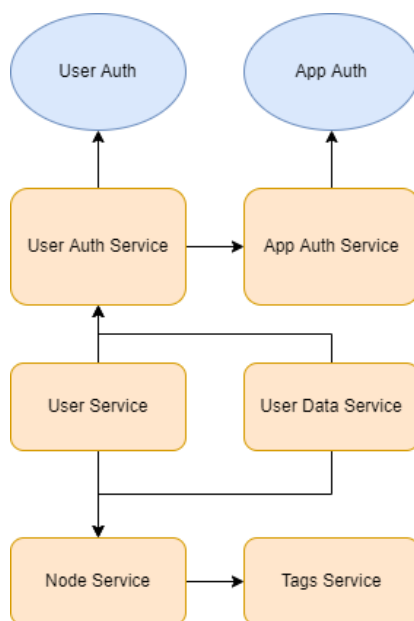 User Auth
App Auth
User Auth Service
App Auth Service
User Service
User Data Service
Node Service
Tags Service